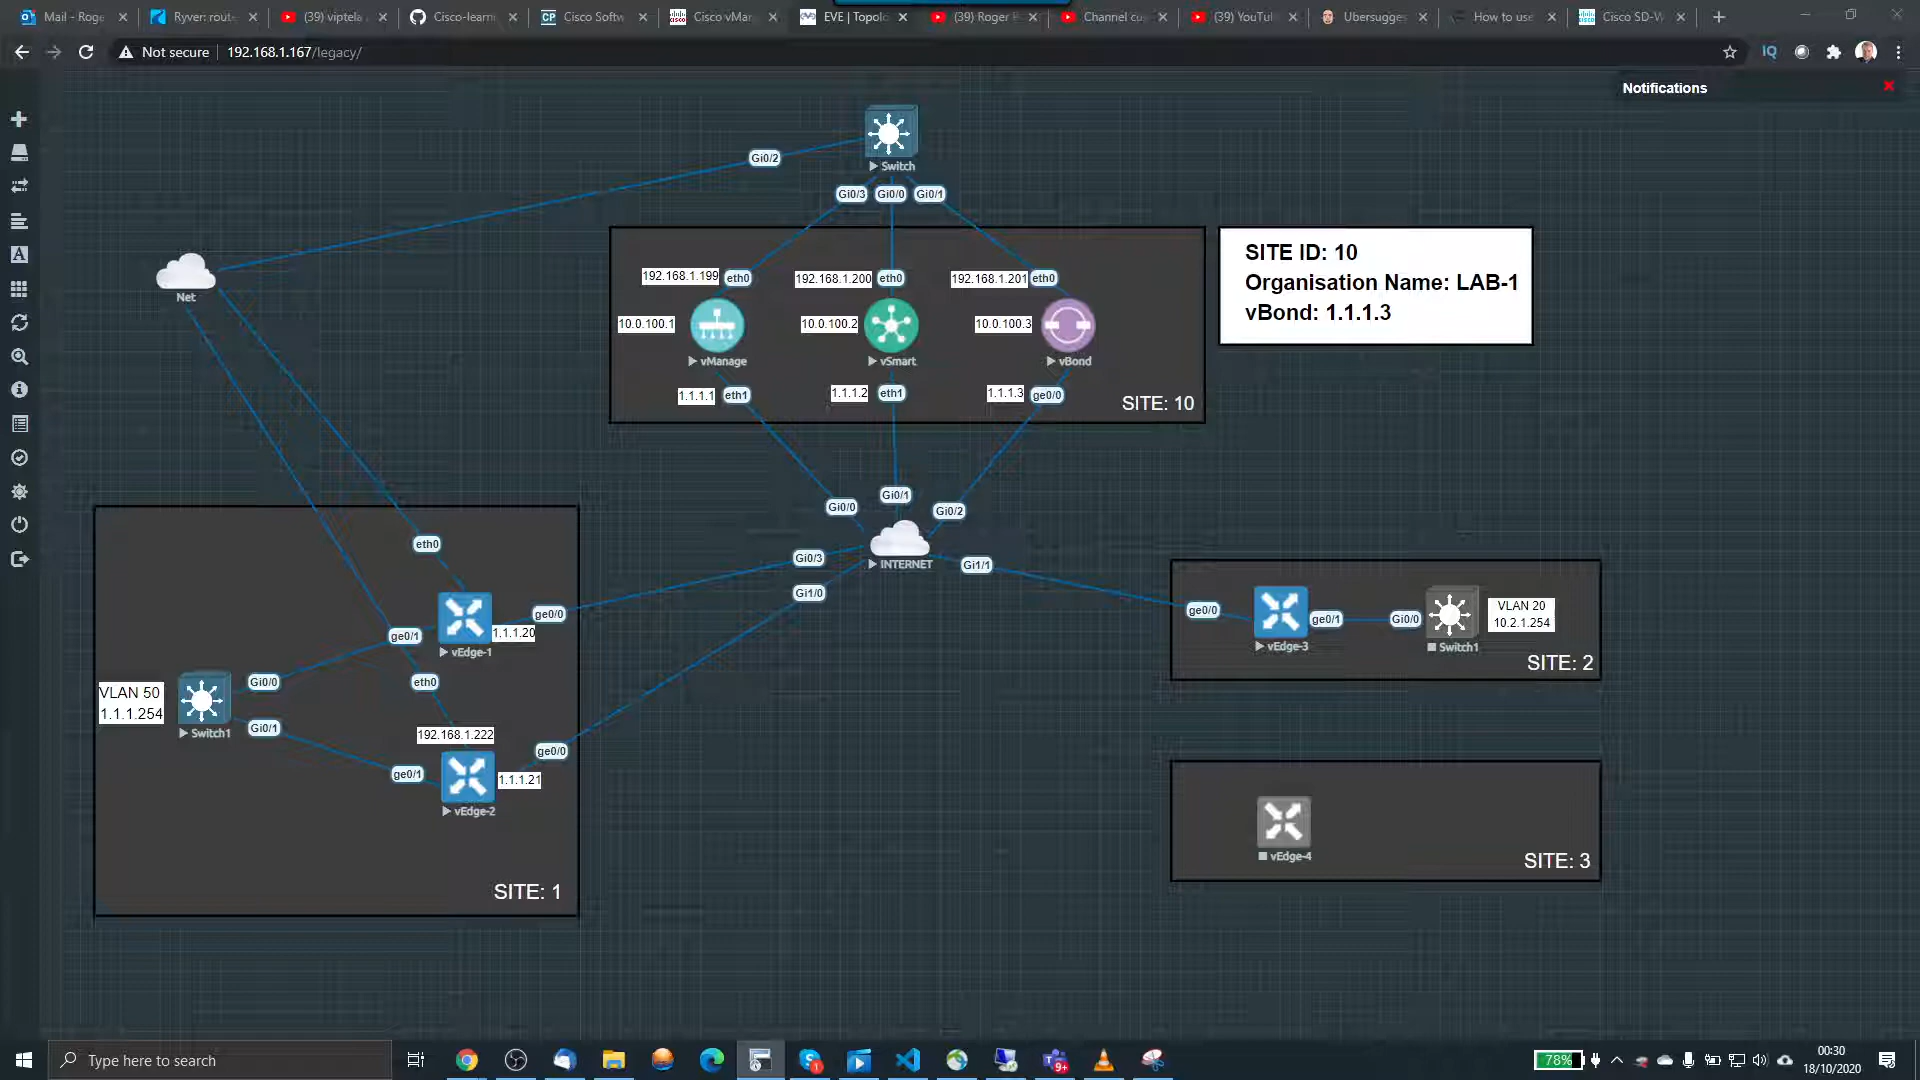 Mail - Roge
Ryver: rout
(39) viptela
Cisco-learn
Cisco Softw
Cisco vMar
EVE | Topol
(39) Roger
Channel cu
(39) YouTu
Ubersugges
How to use
Cisco SD-W
Not secure
192.168.1.167/legacy/
IQ
Notifications
Switch
Gi0/2
Gi0/3
Gi0/0
Gi0/1
Net
192.168.1.199
eth0
192.168.1.200
eth0
192.168.1.201
eth0
10.0.100.1
10.0.100.2
10.0.100.3
vManage
vSmart
vBond
1.1.1.1
eth1
1.1.1.2
eth1
1.1.1.3
ge0/0
SITE: 10
SITE ID: 10
Organisation Name: LAB-1
vBond: 1.1.1.3
Gi0/0
Gi0/1
Gi0/2
INTERNET
Gi0/3
Gi1/0
Gi1/1
eth0
ge0/0
1.1.1.20
ge0/1
vEdge-1
Gi0/0
eth0
VLAN 50
1.1.1.254
Switch1
Gi0/1
192.168.1.222
ge0/0
ge0/1
1.1.1.21
vEdge-2
SITE: 1
ge0/0
vEdge-3
ge0/1
Gi0/0
Switch1
VLAN 20
10.2.1.254
SITE: 2
vEdge-4
SITE: 3
Type here to search
9+
78%
00:30
18/10/2020